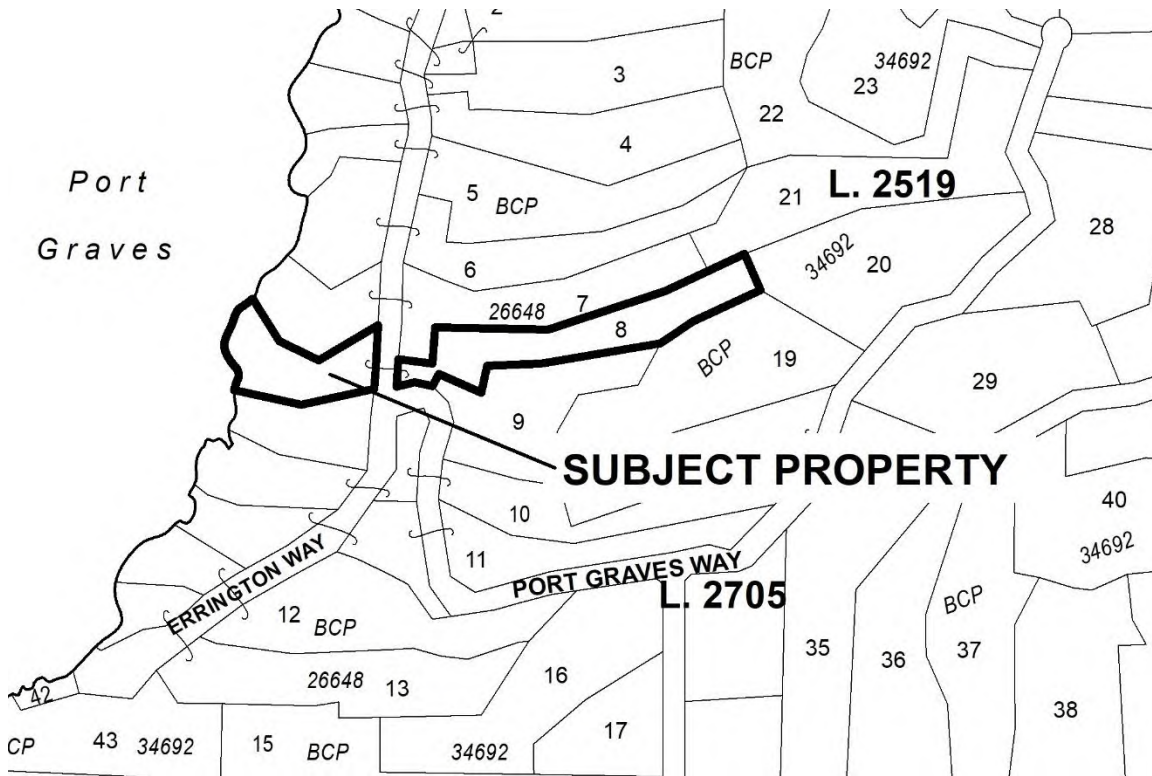 2
3
BCP
34692
23
22
4
Port
Graves
5
BCP
21
L. 2519
28
6
34692
20
26648
7
8
BCP
19
29
9
SUBJECT PROPERTY
40
10
34692
11
PORT GRAVES WAY
ERRINGTON WAY
L. 2705
12
BCP
BCP
35
36
37
16
26648
13
38
42
17
CP
43
34692
15
BCP
34692